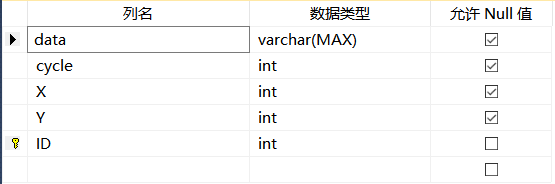 列名 数据类型 允许 Null 值
data varchar(MAX)
cycle int
X int
Y int
ID int